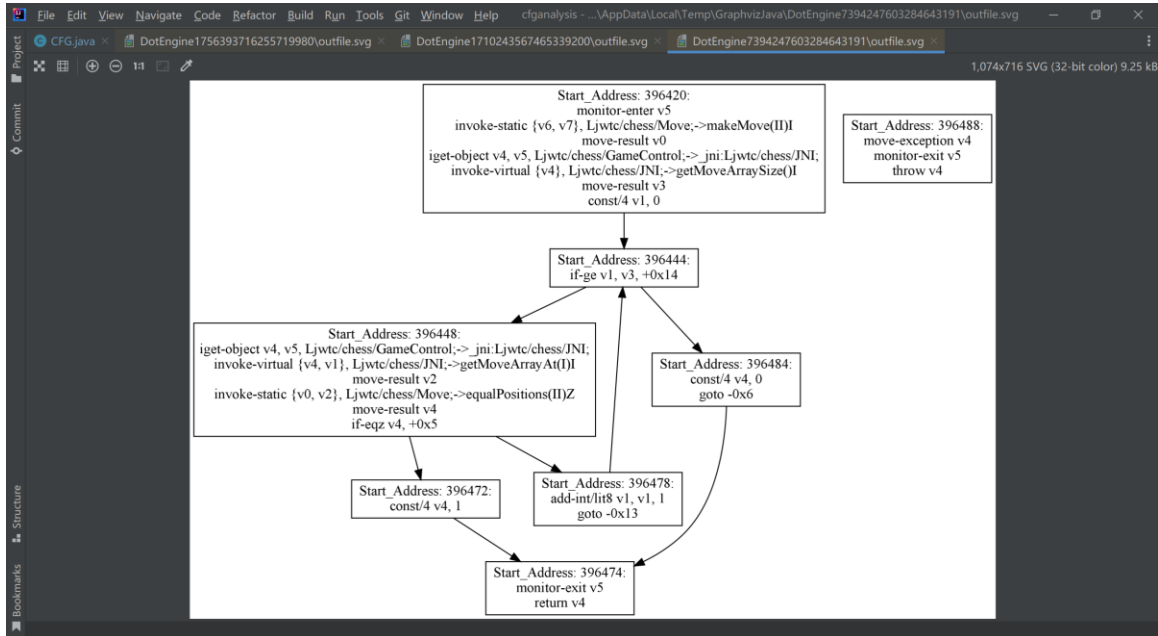 File Edit View Navigate Code Refactor Build Run Tools Git Window Help cfganalysis - ...\AppData\Local\Temp\GraphvizJava\DotEngine7394247603284643191\outfile.svg
CFG.java DotEngine1756393716255719980\outfile.svg DotEngine1710243567465339200\outfile.svg DotEngine7394247603284643191\outfile.svg
1:1 1,074x716 SVG (32-bit color) 9.25 kB
Project
Commit
Structure
Bookmarks
Start_Address: 396420:
monitor-enter v5
invoke-static {v6, v7}, Ljwtc/chess/Move;->makeMove(II)I
move-result v0
iget-object v4, v5, Ljwtc/chess/GameControl;->_jni:Ljwtc/chess/JNI;
invoke-virtual {v4}, Ljwtc/chess/JNI;->getMoveArraySize()I
move-result v3
const/4 v1, 0
Start_Address: 396488:
move-exception v4
monitor-exit v5
throw v4
Start_Address: 396444:
if-ge v1, v3, +0x14
Start_Address: 396448:
iget-object v4, v5, Ljwtc/chess/GameControl;->_jni:Ljwtc/chess/JNI;
invoke-virtual {v4, v1}, Ljwtc/chess/JNI;->getMoveArrayAt(I)I
move-result v2
invoke-static {v0, v2}, Ljwtc/chess/Move;->equalPositions(II)Z
move-result v4
if-eqz v4, +0x5
Start_Address: 396484:
const/4 v4, 0
goto -0x6
Start_Address: 396472:
const/4 v4, 1
Start_Address: 396478:
add-int/lit8 v1, v1, 1
goto -0x13
Start_Address: 396474:
monitor-exit v5
return v4